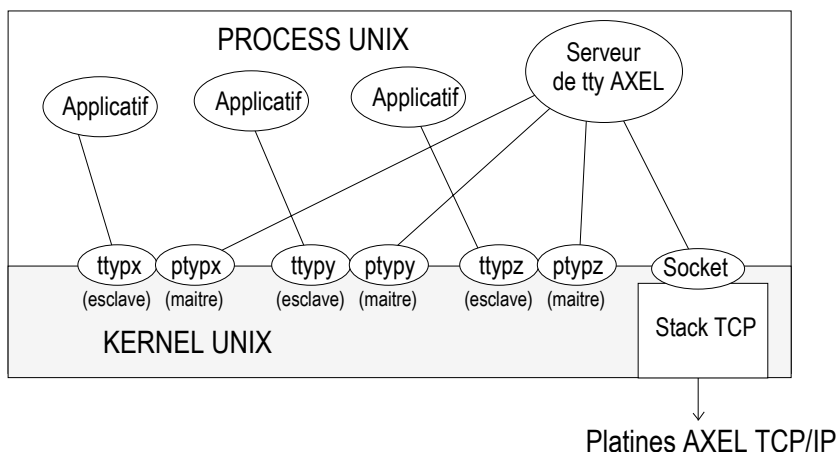 PROCESS UNIX
Serveur
de tty AXEL
Applicatif
Applicatif
Applicatif
ttypx
ptypx
ttypy
ptypy
ttypz
ptypz
Socket
(esclave)
(maitre)
(esclave)
(maitre)
(esclave)
(maitre)
Stack TCP
KERNEL UNIX
Platines AXEL TCP/IP